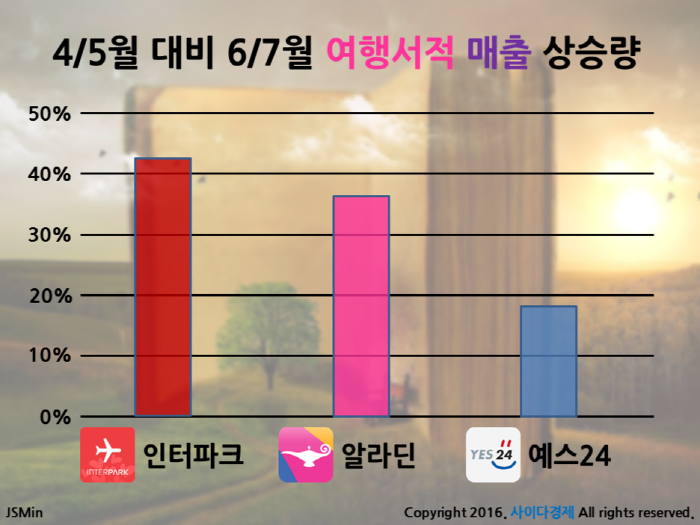 4/5월 대비 6/7월 여행서적 매출 상승량
50%
40%
30%
20%
10%
0%
INTERPARK 인터파크 알라딘 YES24 예스24
JSMin Copyright 2016. 사이다경제 All rights reserved.